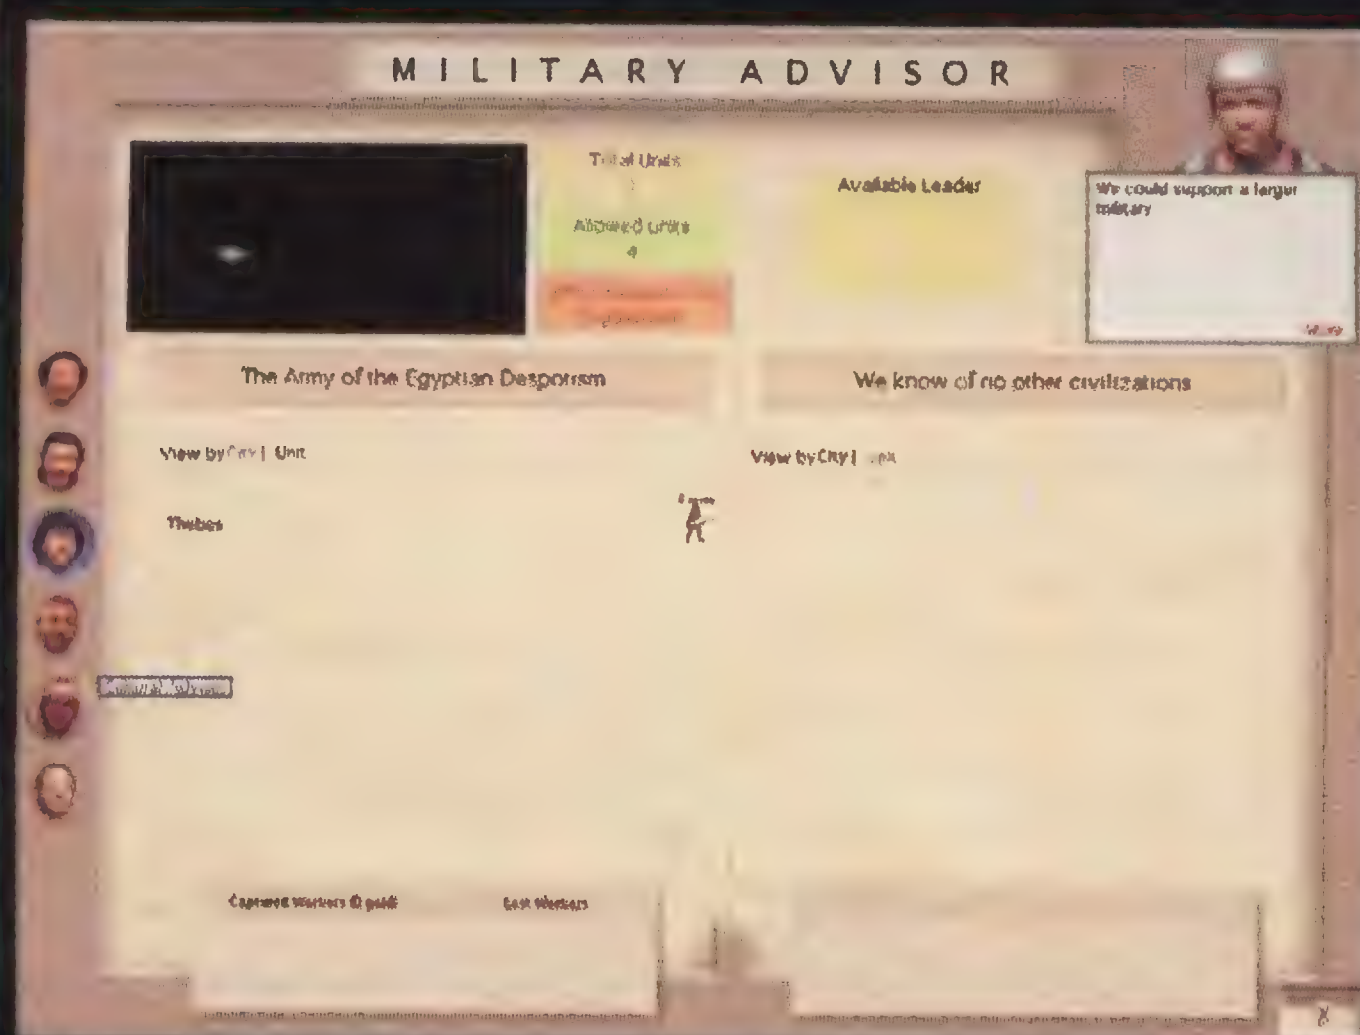 MILITARY ADVISOR
Total Units
Allowed Units
4
Available Leader
We could support a larger
military
The Army of the Egyptian Despotism
We know of no other civilizations
View by City | Unit
View by City |
Thebes
Captured Workers
Lost Workers
X